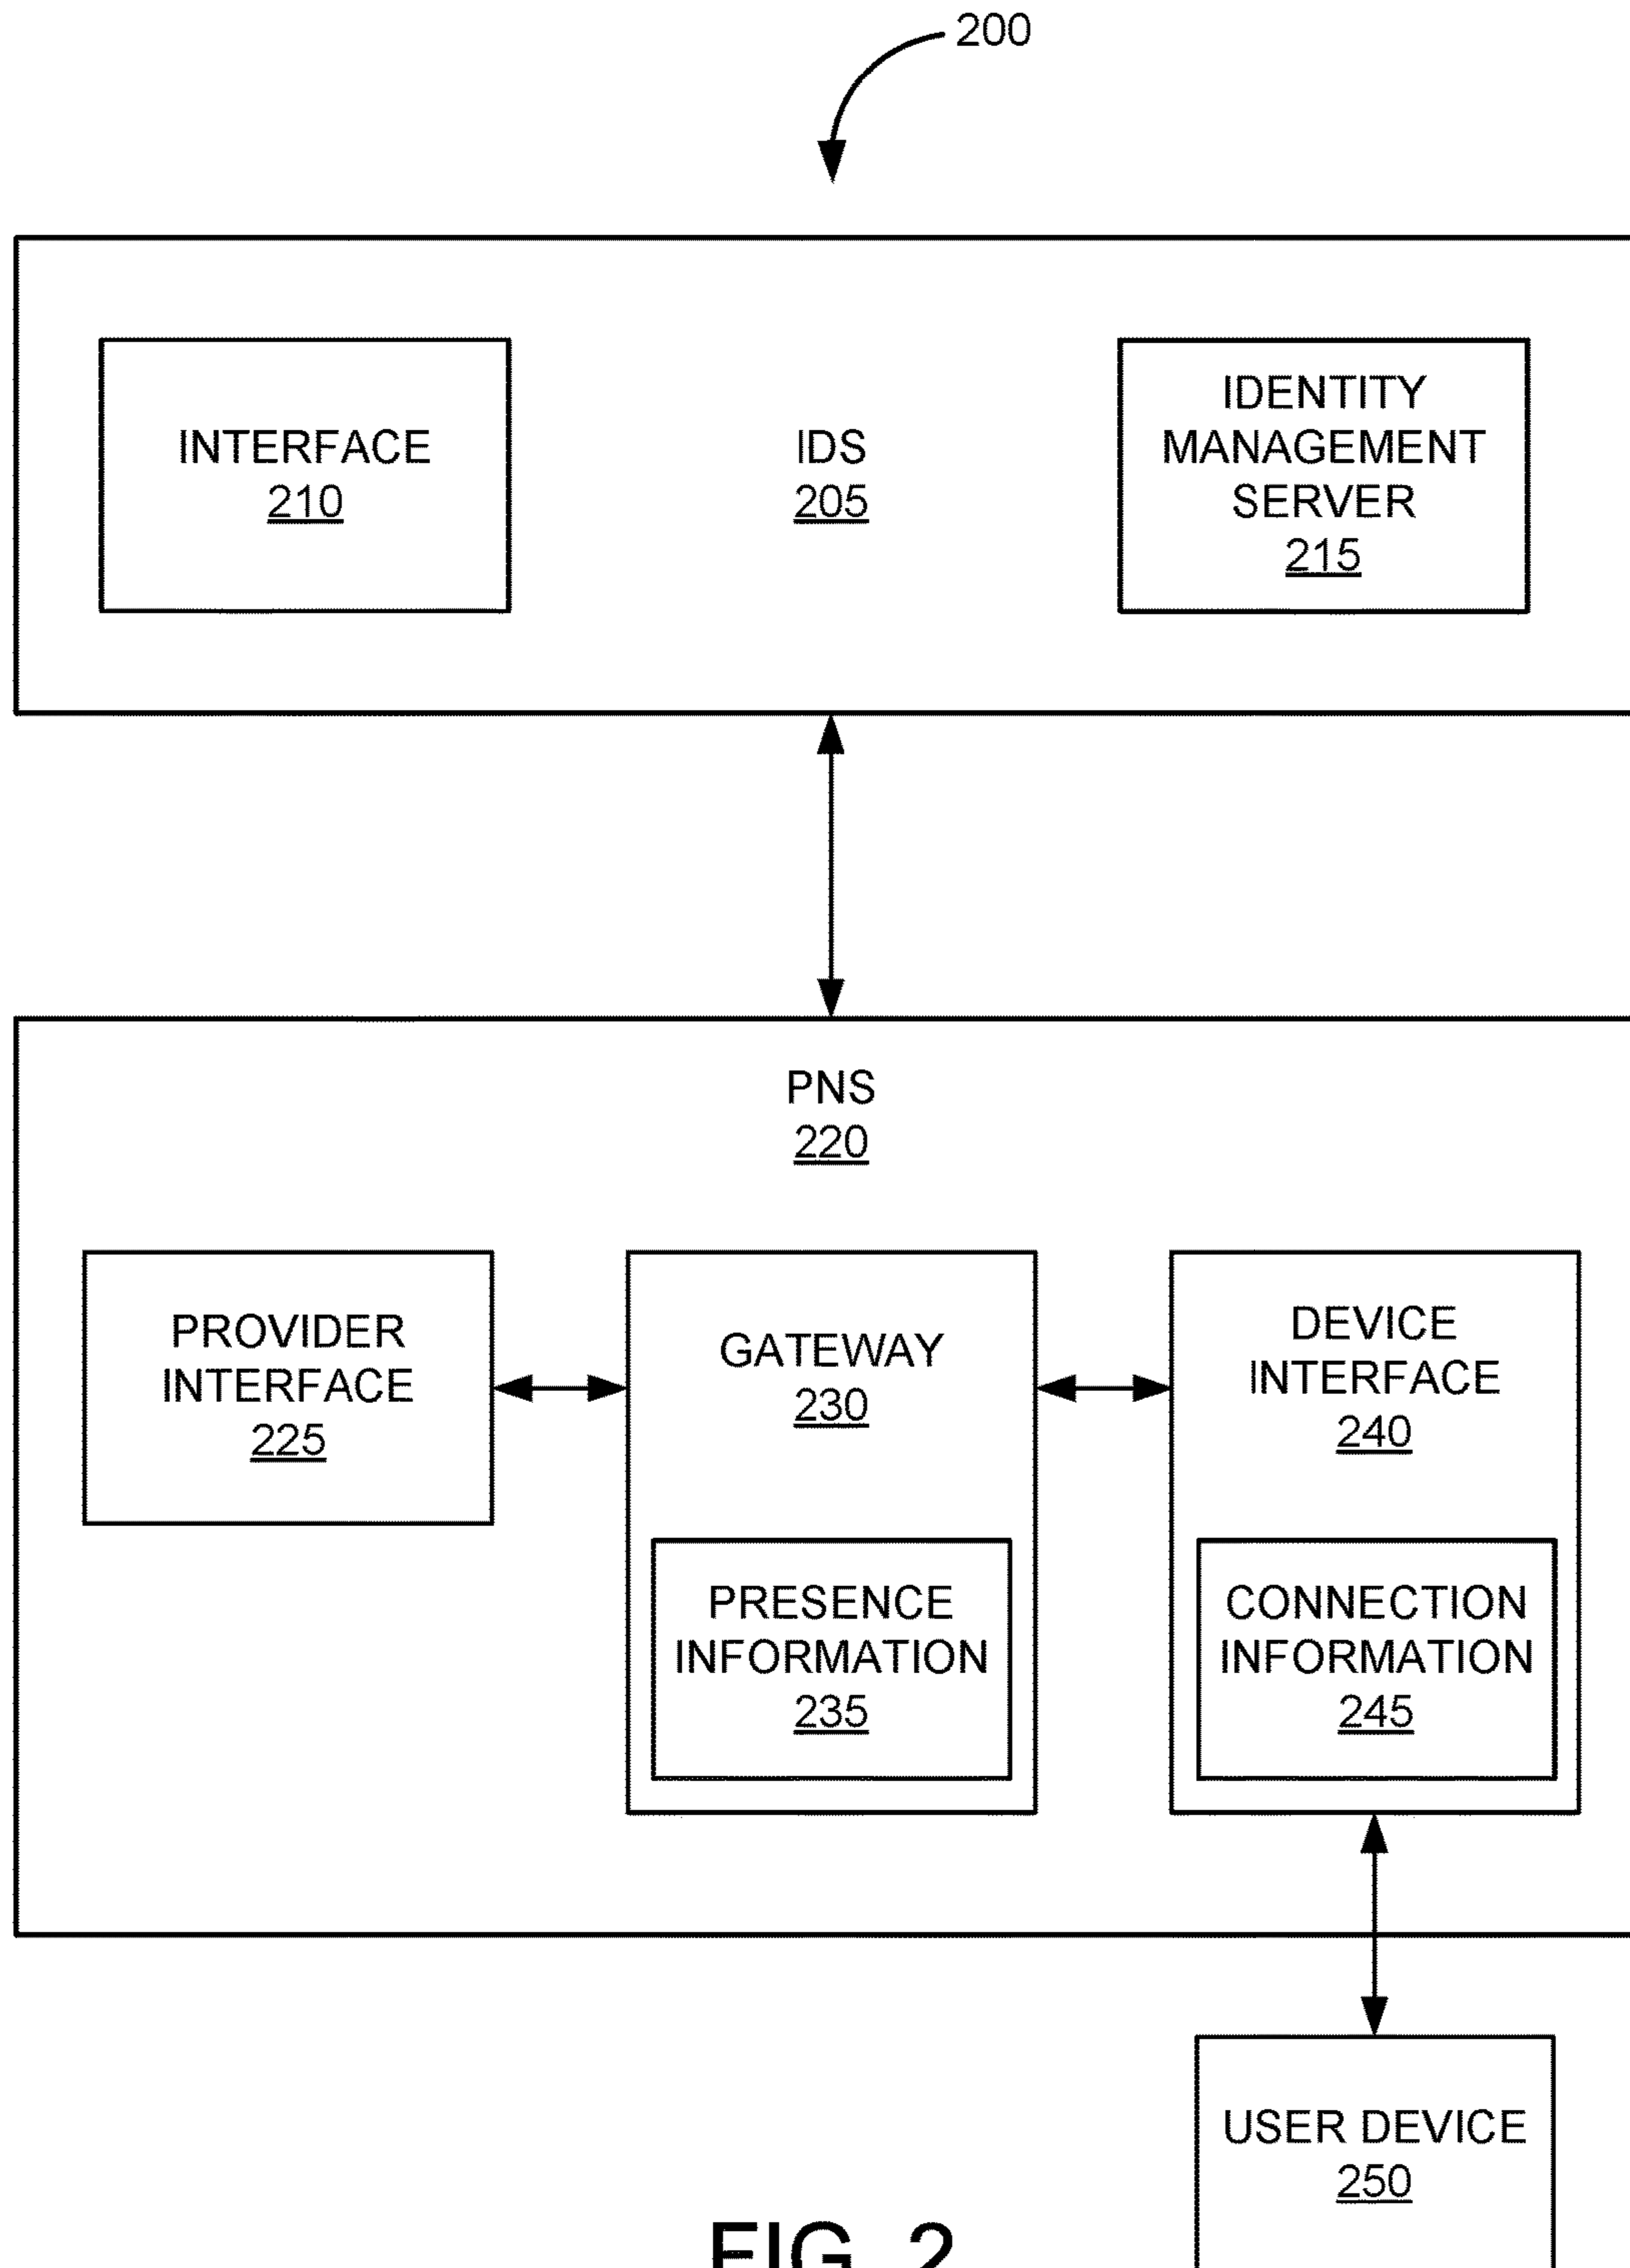 200
INTERFACE
210
IDS
205
IDENTITY
MANAGEMENT
SERVER
215
PNS
220
PROVIDER
INTERFACE
225
GATEWAY
230
PRESENCE
INFORMATION
235
DEVICE
INTERFACE
240
CONNECTION
INFORMATION
245
USER DEVICE
250
FIG. 2